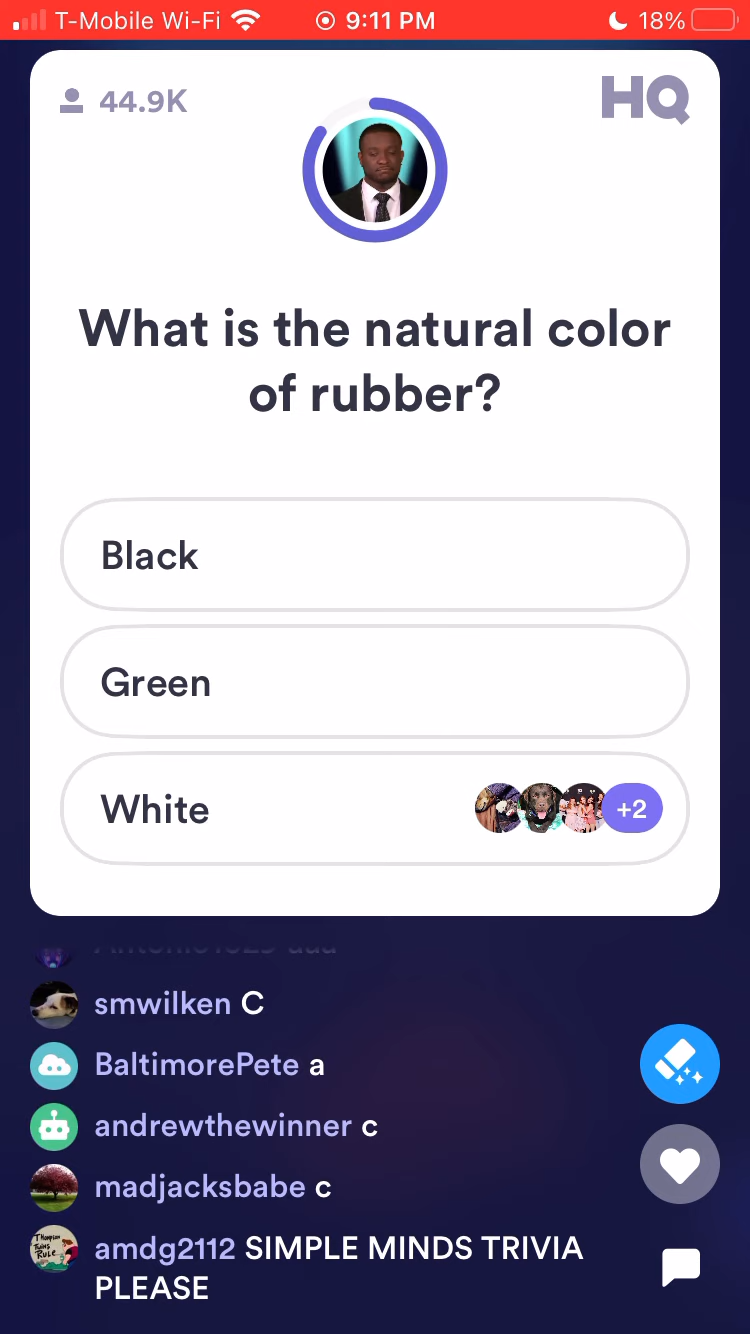 T-Mobile Wi-Fi 9:11 PM 18%
44.9K HQ
What is the natural color
of rubber?
Black
Green
White +2
smwilken C
BaltimorePete a
andrewthewinner c
madjacksbabe c
amdg2112 SIMPLE MINDS TRIVIA
PLEASE